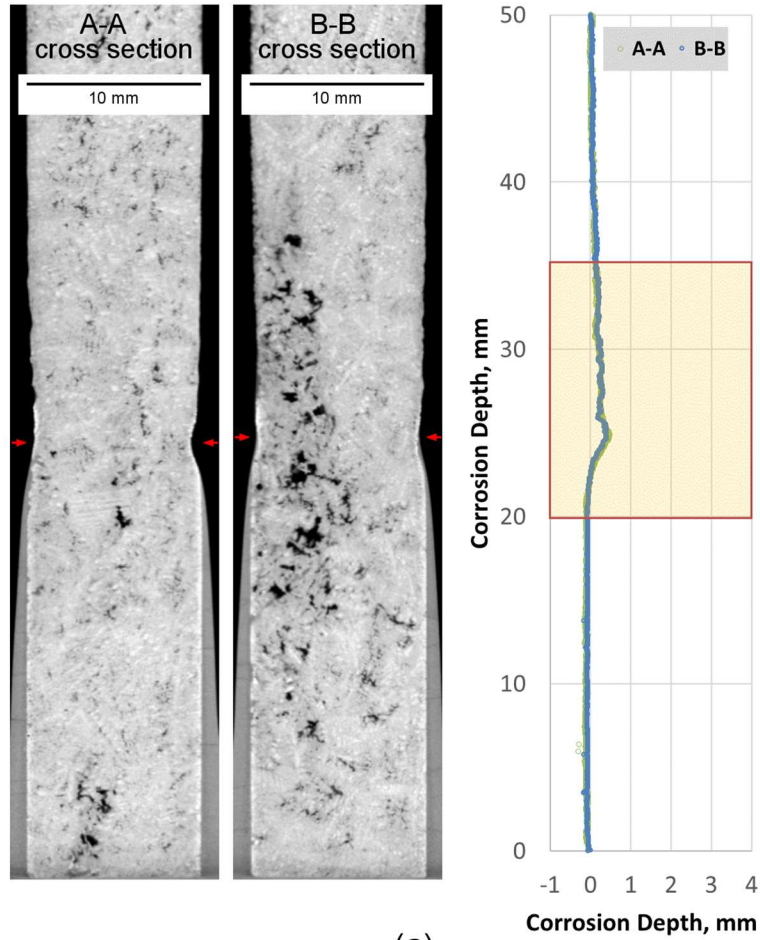 A-A
cross section
10 mm
B-B
cross section
10 mm
50
40
30
20
10
0
-1 0 1 2 3 4
A-A B-B
Corrosion Depth, mm
Corrosion Depth, mm